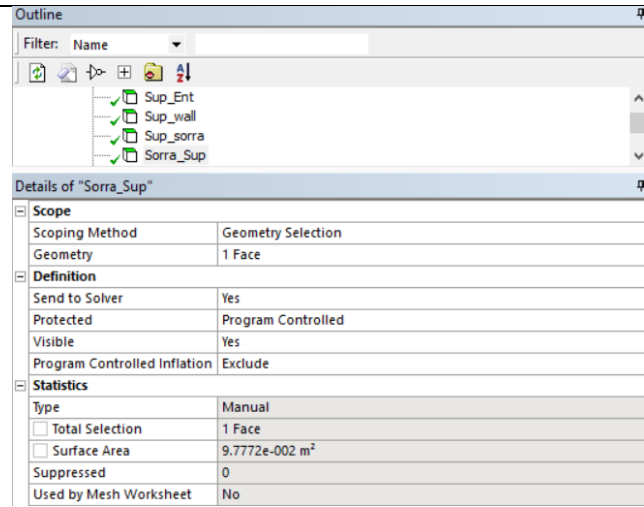 Outline
Filter: Name
Sup_Ent
Sup_wall
Sup_sorra
Sorra_Sup
Details of "Sorra_Sup"
Scope
Scoping Method Geometry Selection
Geometry 1 Face
Definition
Send to Solver Yes
Protected Program Controlled
Visible Yes
Program Controlled Inflation Exclude
Statistics
Type Manual
Total Selection 1 Face
Surface Area 9.7772e-002 m²
Suppressed 0
Used by Mesh Worksheet No